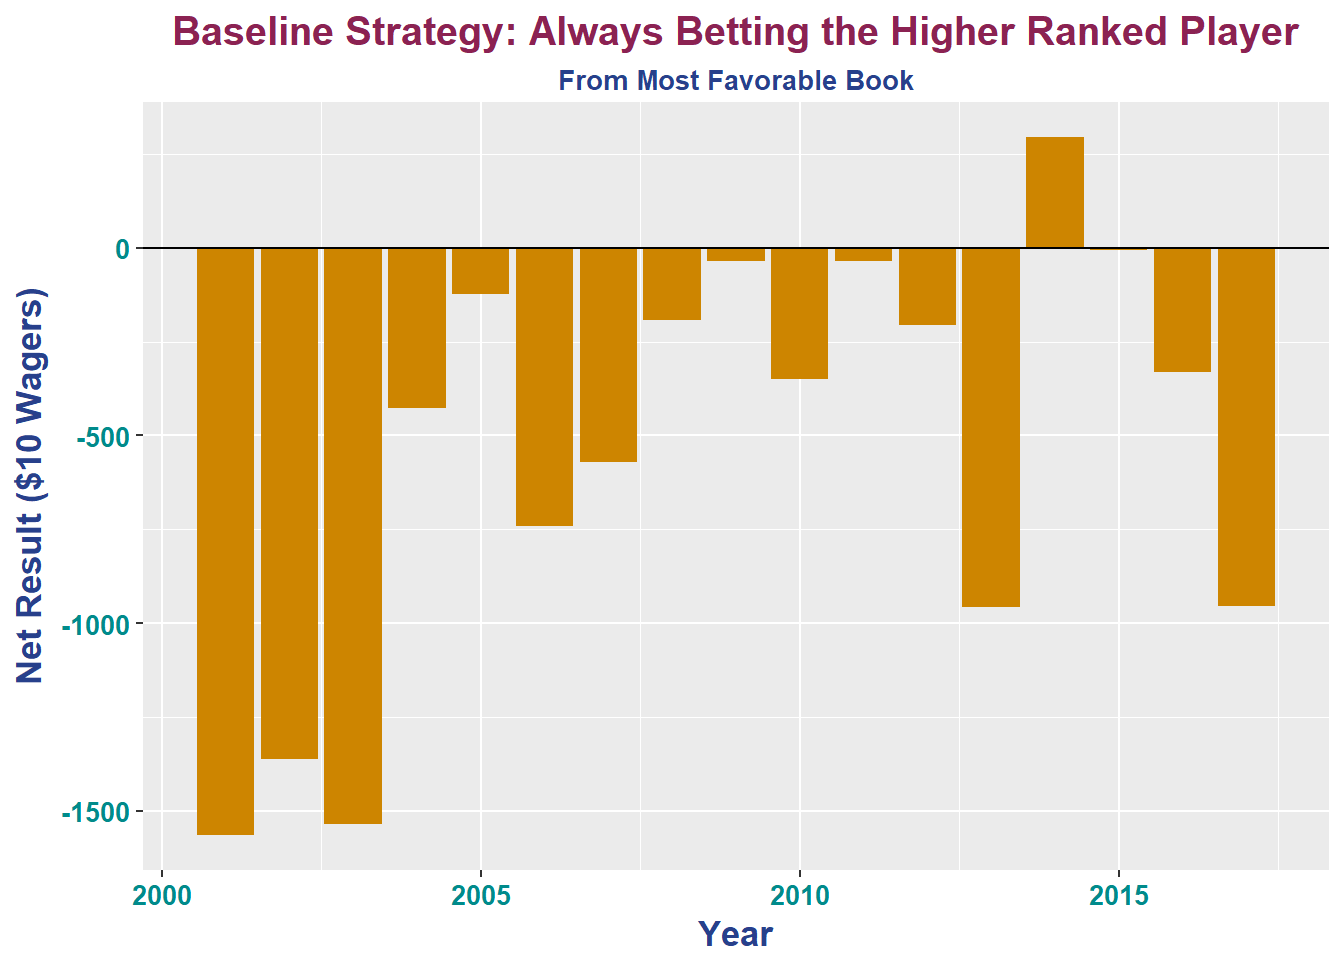 Baseline Strategy: Always Betting the Higher Ranked Player
From Most Favorable Book
Net Result ($10 Wagers)
0
-500
-1000
-1500
2000 2005 2010 2015
Year